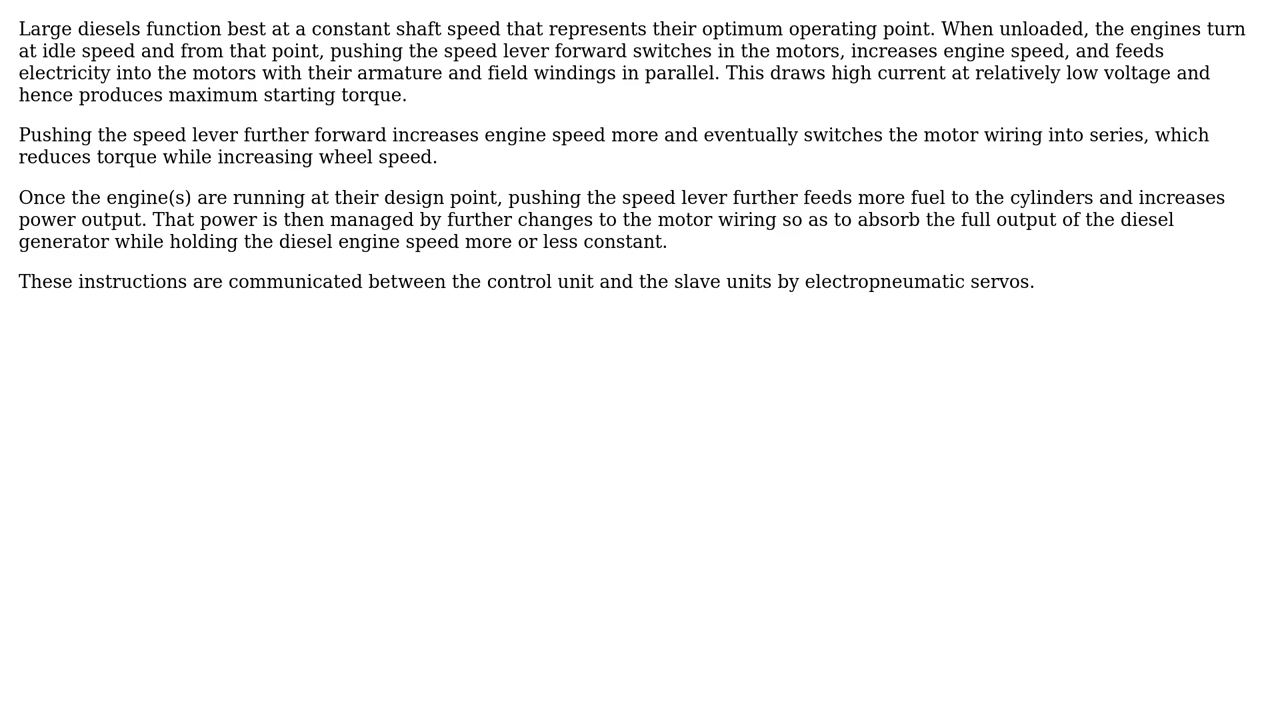 Large diesels function best at a constant shaft speed that represents their optimum operating point. When unloaded, the engines turn
at idle speed and from that point, pushing the speed lever forward switches in the motors, increases engine speed, and feeds
electricity into the motors with their armature and field windings in parallel. This draws high current at relatively low voltage and
hence produces maximum starting torque.
Pushing the speed lever further forward increases engine speed more and eventually switches the motor wiring into series, which
reduces torque while increasing wheel speed.
Once the engine(s) are running at their design point, pushing the speed lever further feeds more fuel to the cylinders and increases
power output. That power is then managed by further changes to the motor wiring so as to absorb the full output of the diesel
generator while holding the diesel engine speed more or less constant.
These instructions are communicated between the control unit and the slave units by electropneumatic servos.